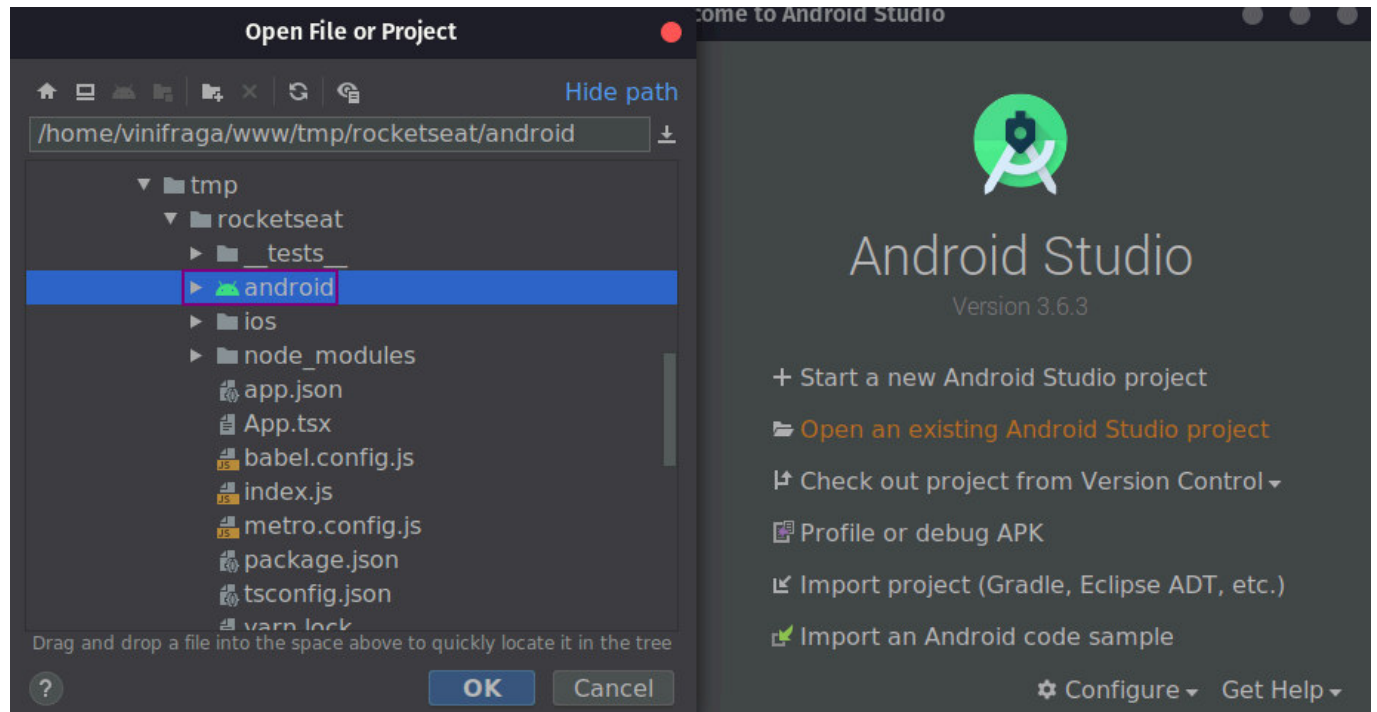 Open File or Project
Hide path
/home/vinifraga/www/tmp/rocketseat/android
tmp
rocketseat
__tests__
android
ios
node_modules
app.json
App.tsx
babel.config.js
index.js
metro.config.js
package.json
tsconfig.json
yarn.lock
Drag and drop a file into the space above to quickly locate it in the tree
?
OK
Cancel
come to Android Studio
Android Studio
Version 3.6.3
Start a new Android Studio project
Open an existing Android Studio project
Check out project from Version Control
Profile or debug APK
Import project (Gradle, Eclipse ADT, etc.)
Import an Android code sample
Configure
Get Help